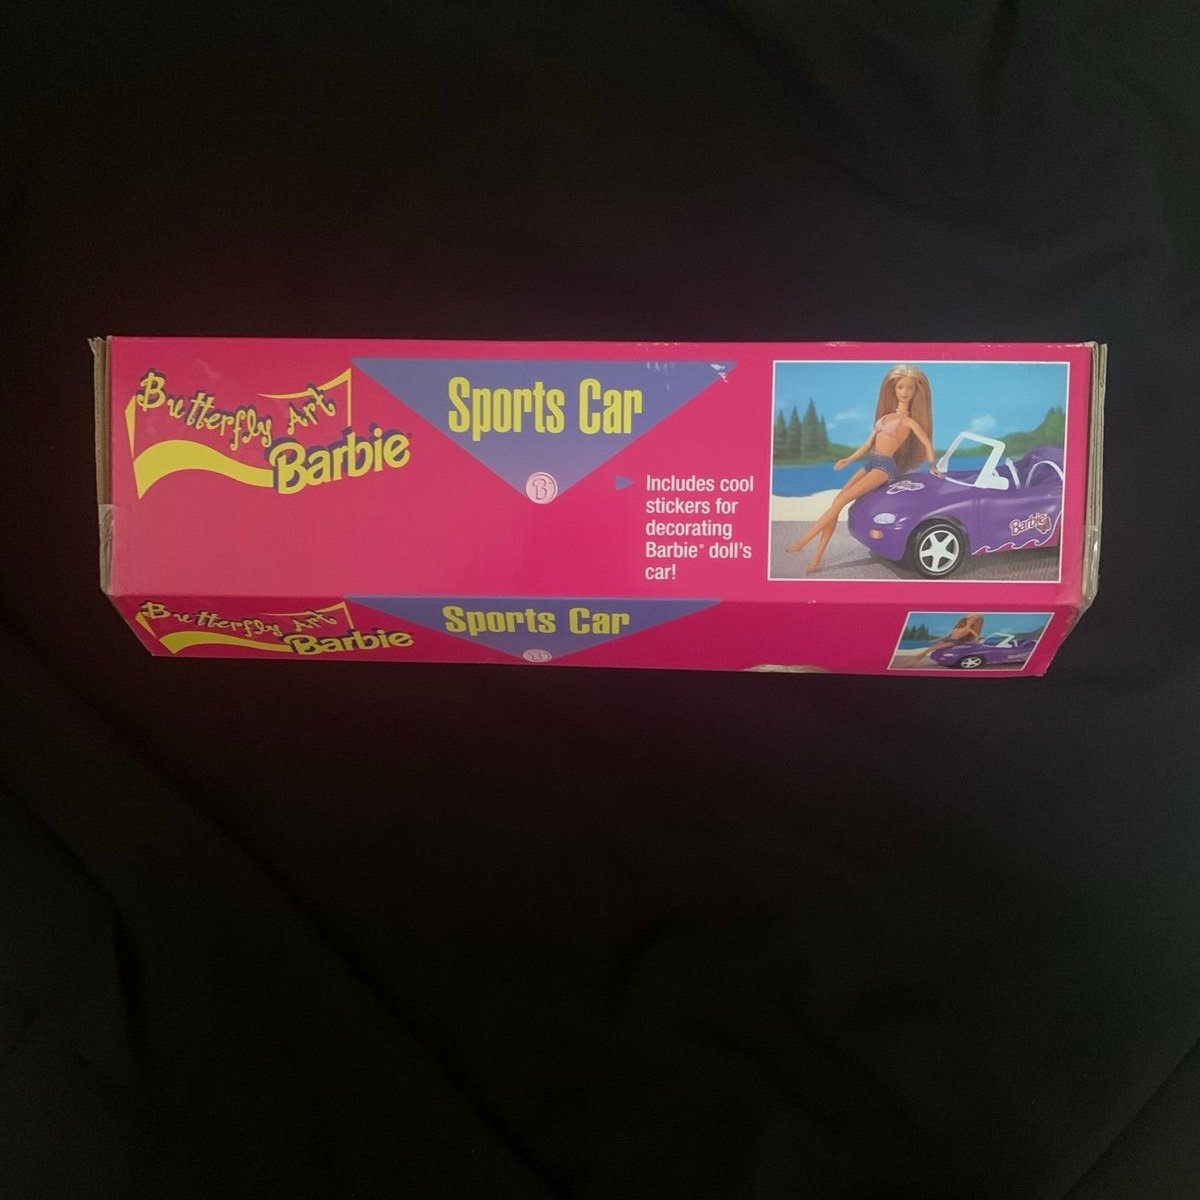 Butterfly Art
Barbie
Sports Car
B
Includes cool
stickers for
decorating
Barbie® doll's
car!
Barbie
Butterfly Art
Barbie
Sports Car
B